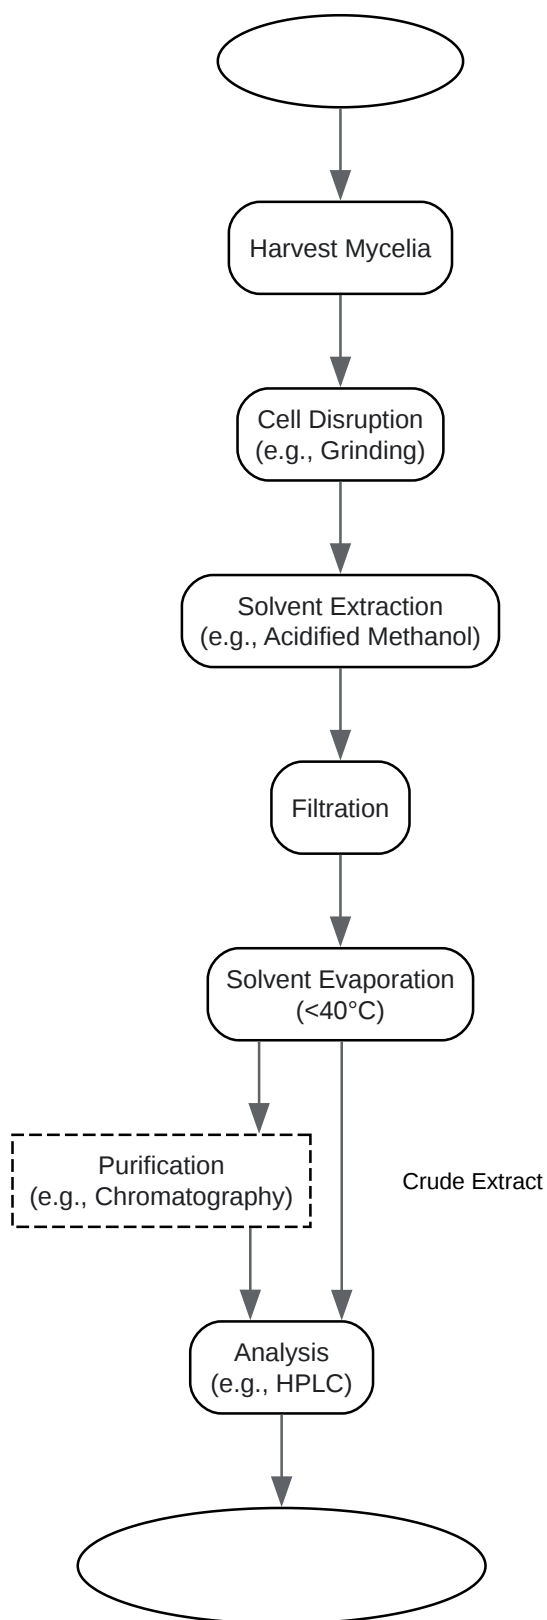 Harvest Mycelia
Cell Disruption
(e.g., Grinding)
Solvent Extraction
(e.g., Acidified Methanol)
Filtration
Solvent Evaporation
(<40°C)
Purification
(e.g., Chromatography)
Crude Extract
Analysis
(e.g., HPLC)